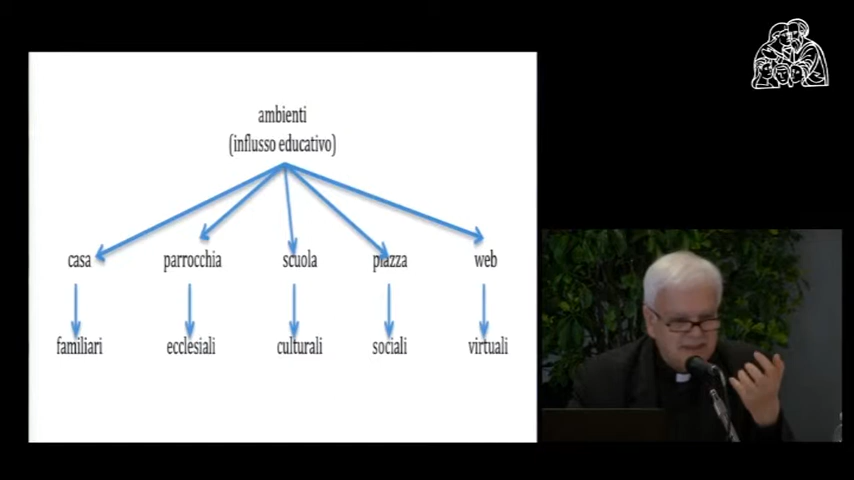 ambienti
(influsso educativo)
casa parrocchia scuola piazza web
familiari ecclesiali culturali sociali virtuali